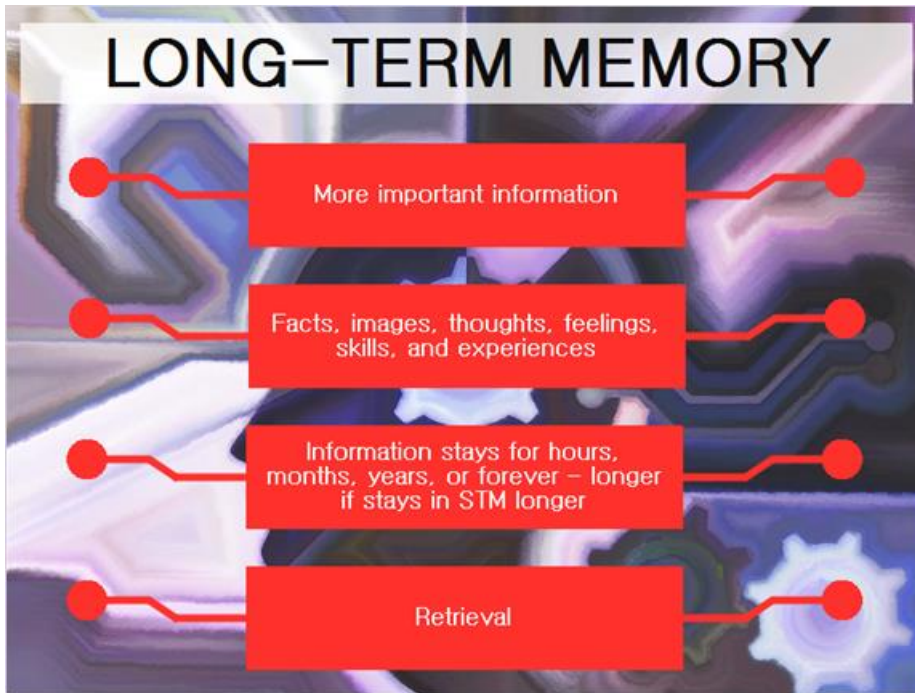 LONG-TERM MEMORY
More important information
Facts, images, thoughts, feelings,
skills, and experiences
Information stays for hours,
months, years, or forever – longer
if stays in STM longer
Retrieval